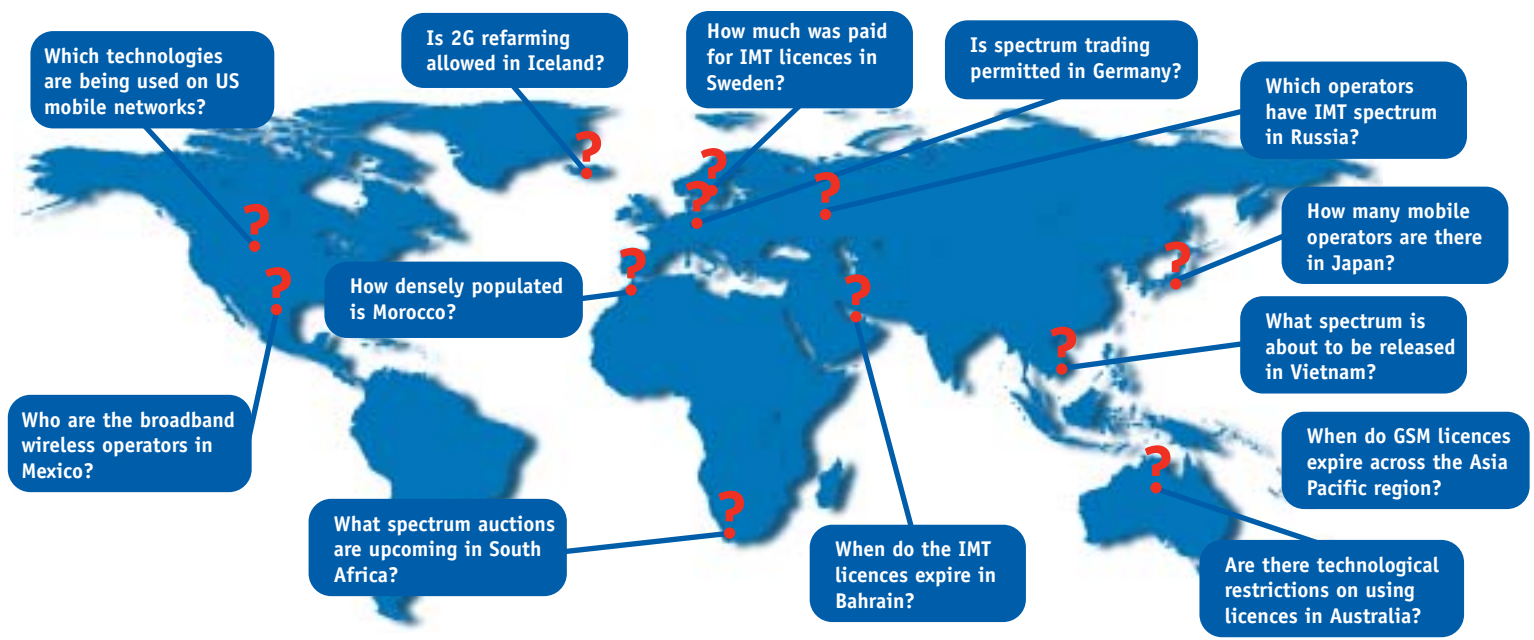 Which technologies
are being used on US
mobile networks?
Is 2G refarming
allowed in Iceland?
How much was paid
for IMT licences in
Sweden?
Is spectrum trading
permitted in Germany?
Which operators
have IMT spectrum
in Russia?
How many mobile
operators are there
in Japan?
How densely populated
is Morocco?
What spectrum is
about to be released
in Vietnam?
Who are the broadband
wireless operators in
Mexico?
When do GSM licences
expire across the Asia
Pacific region?
What spectrum auctions
are upcoming in South
Africa?
When do the IMT
licences expire in
Bahrain?
Are there technological
restrictions on using
licences in Australia?
?
?
?
?
?
?
?
?
?
?
?
?